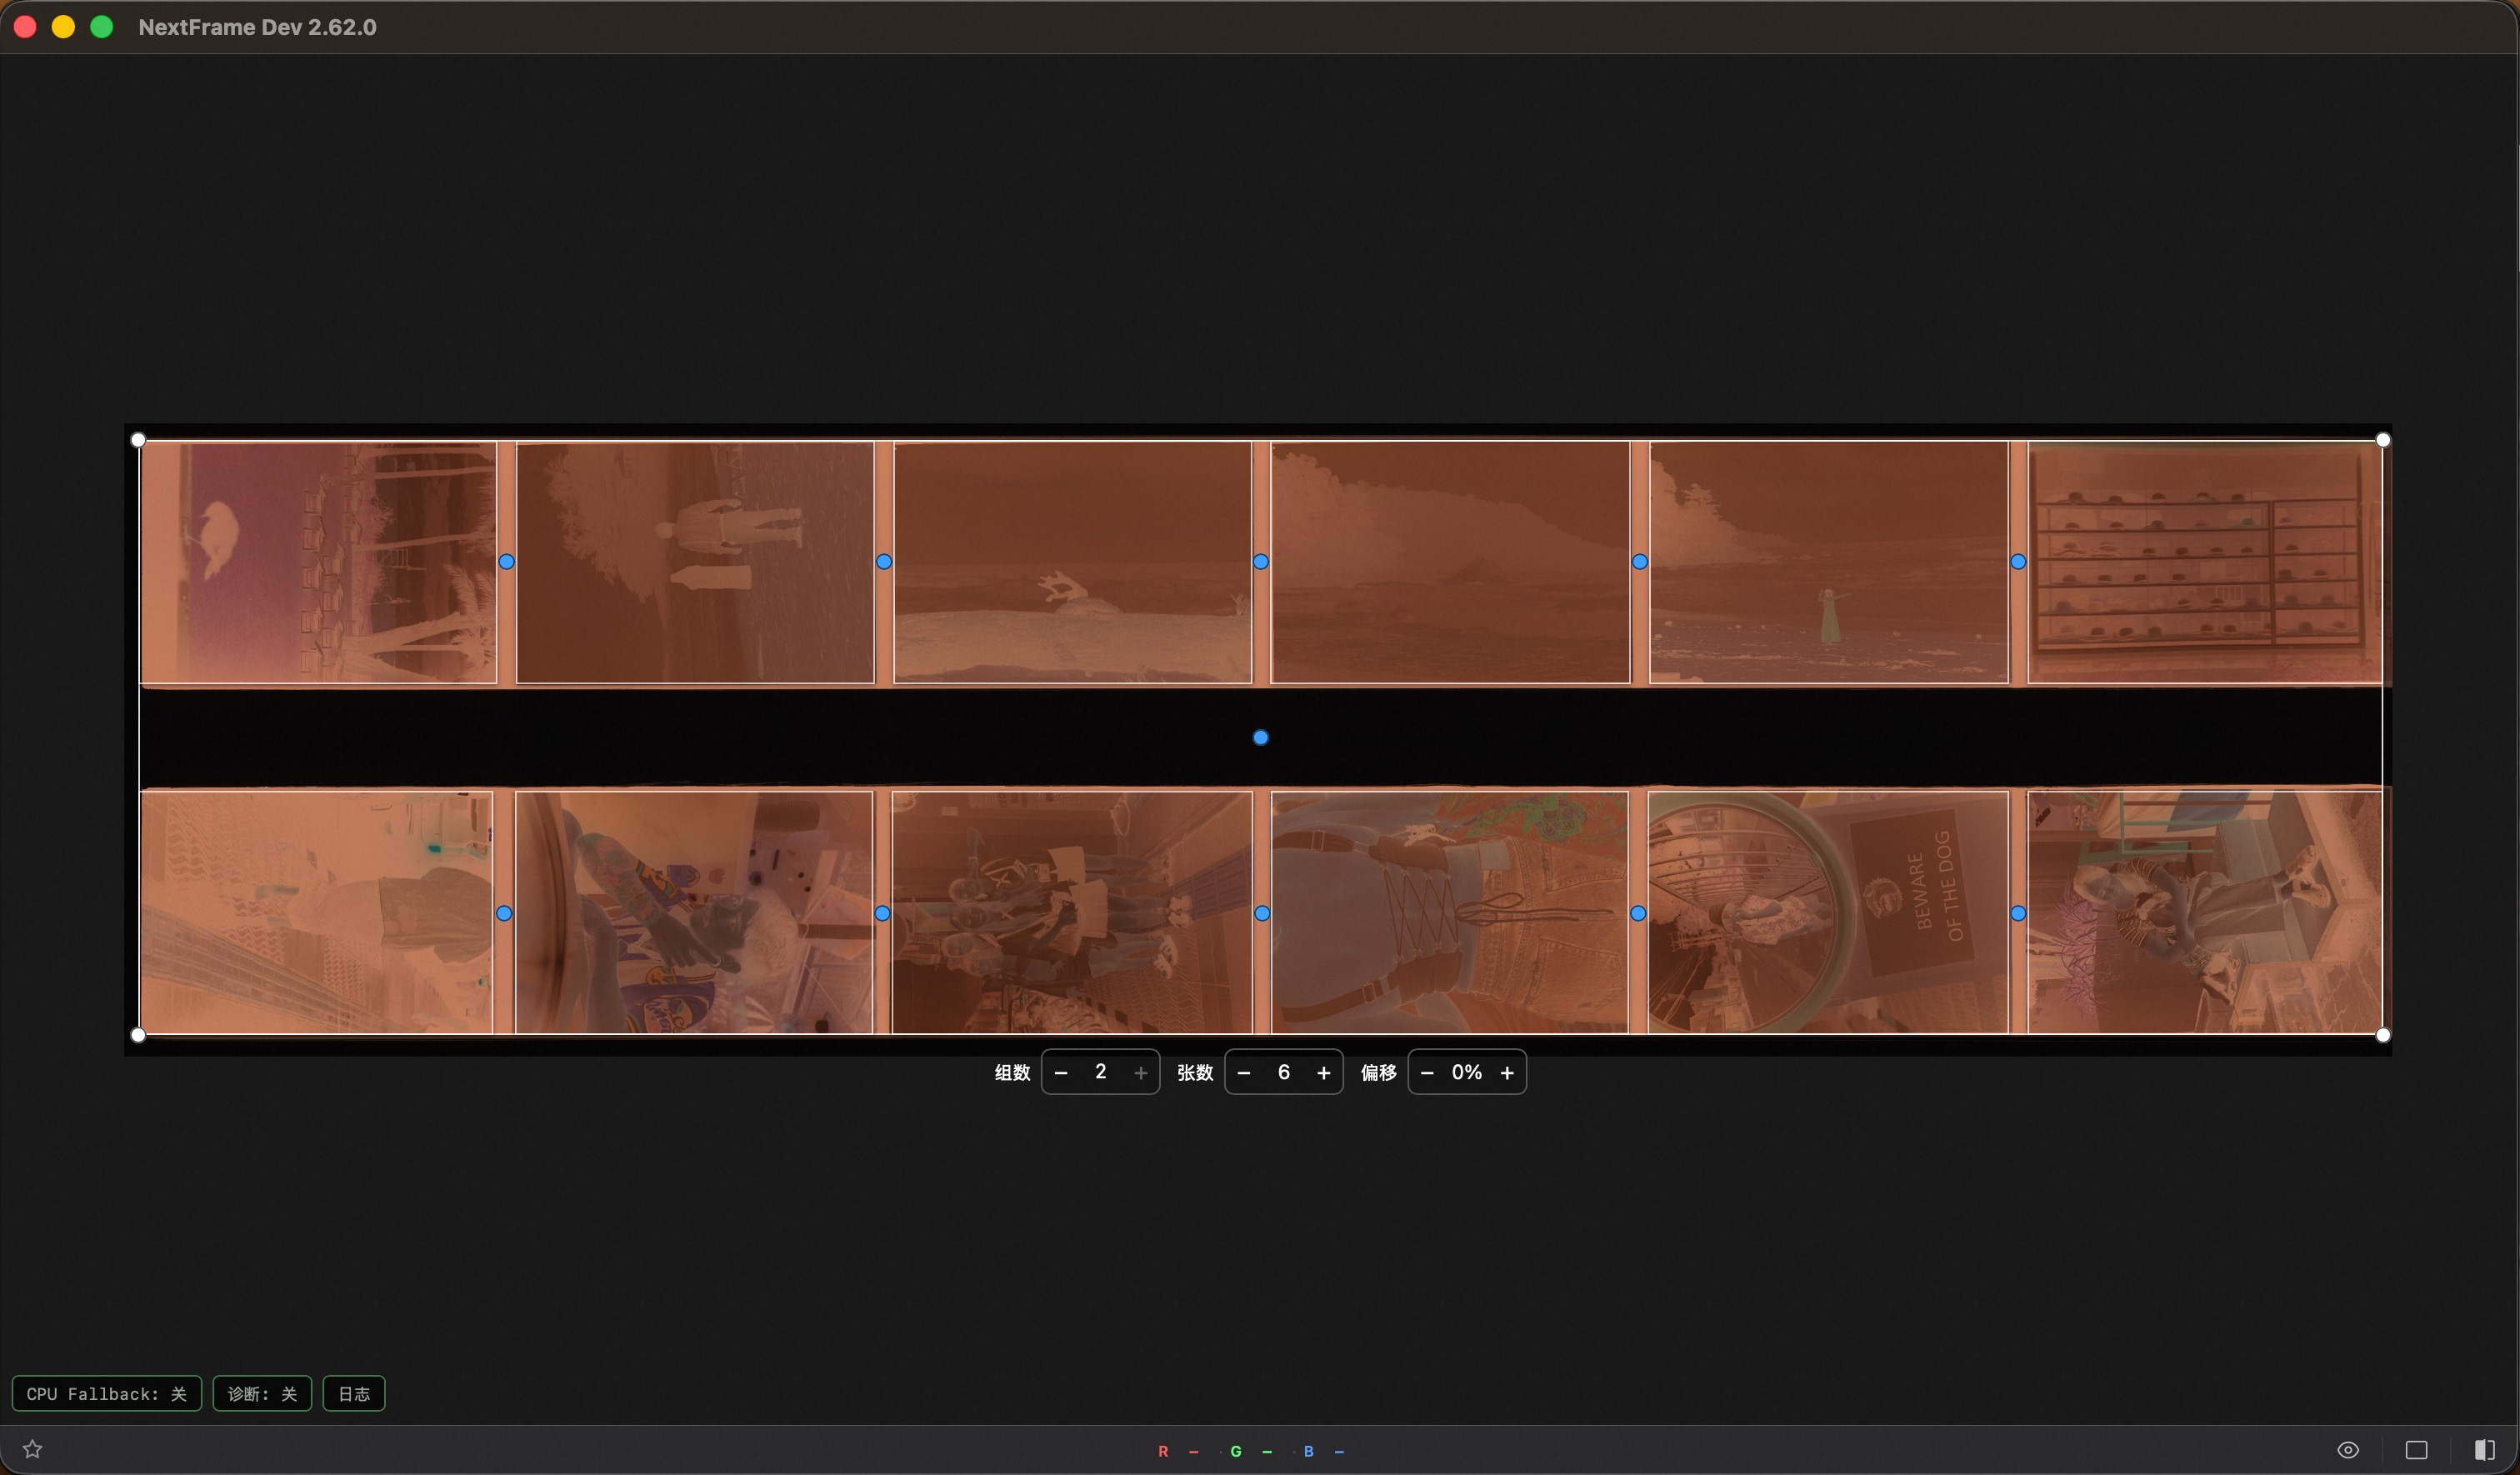 NextFrame Dev 2.62.0
BEWARE
OF THE DOG
组数 − 2 + 张数 − 6 + 偏移 − 0% +
CPU Fallback: 关 诊断: 关 日志
R – · G – · B –